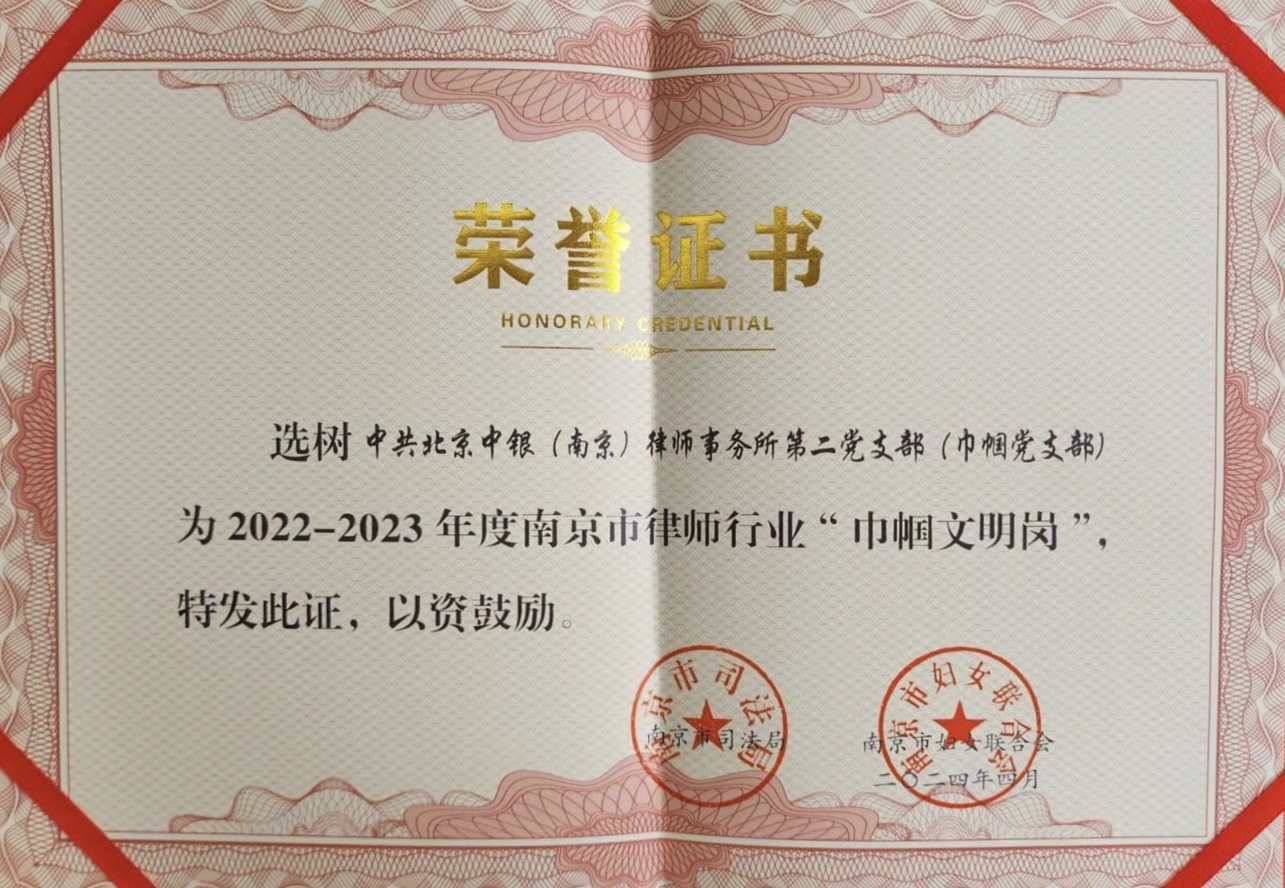 荣誉证书
HONORARY CREDENTIAL
选树 中共北京中银（南京）律师事务所第二党支部（巾帼党支部）
为 2022-2023 年度南京市律师行业“巾帼文明岗”，
特发此证，以资鼓励。
南京市司法局
南京市司法局
南京市妇女联合会
南京市妇女联合会
二〇二四年四月